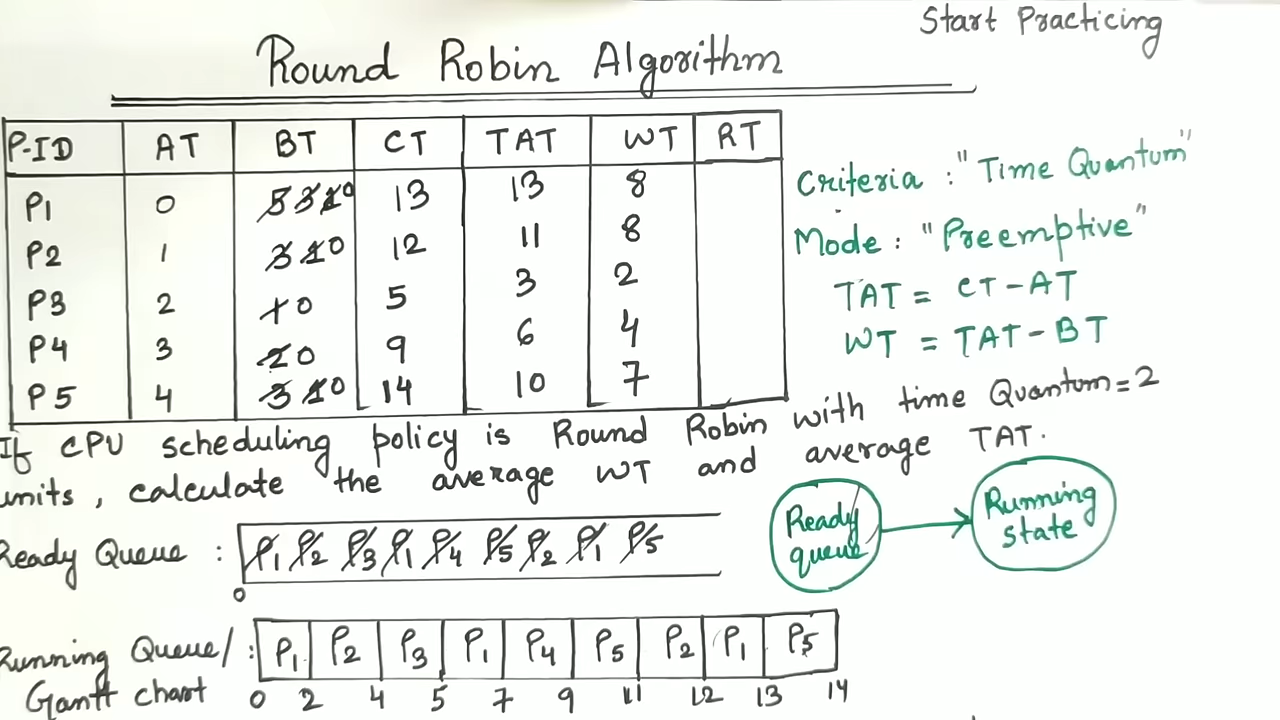 Start Practicing
Round Robin Algorithm
P-ID AT BT CT TAT WT RT
P1 0 5 3 1 0 13 13 8
P2 1 3 1 0 12 11 8
P3 2 1 0 5 3 2
P4 3 2 0 9 6 4
P5 4 3 1 0 14 10 7
Criteria : "Time Quantum"
Mode : "Preemptive"
TAT = CT - AT
WT = TAT - BT
If CPU scheduling policy is Round Robin with time Quantum = 2
units, calculate the average WT and average TAT.
Ready Queue : P1 P2 P3 P1 P4 P5 P2 P1 P5
0
Ready queue
Running state
Running Queue/ : P1 P2 P3 P1 P4 P5 P2 P1 P5
Gantt chart 0 2 4 5 7 9 11 12 13 14